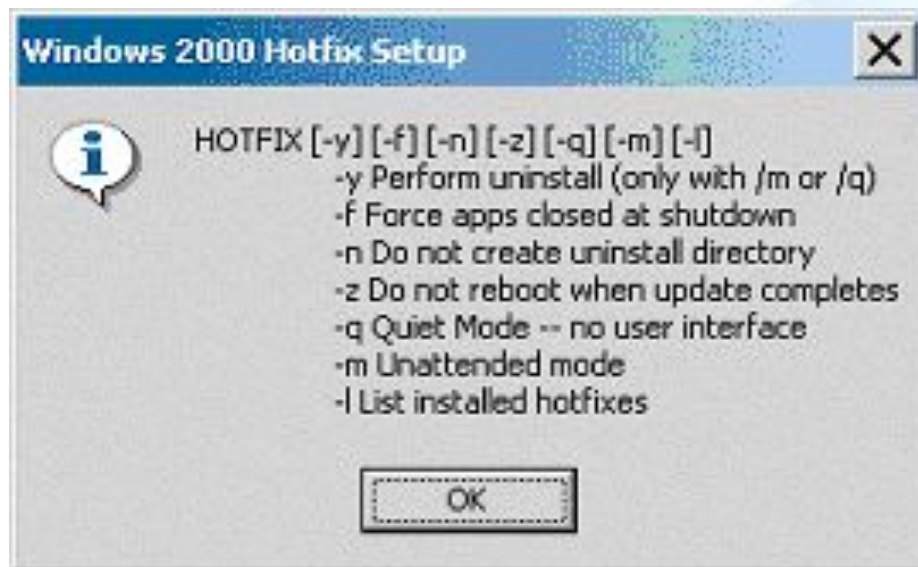 Windows 2000 Hotfix Setup
HOTFIX [-y] [-f] [-n] [-z] [-q] [-m] [-l]
-y Perform uninstall (only with /m or /q)
-f Force apps closed at shutdown
-n Do not create uninstall directory
-z Do not reboot when update completes
-q Quiet Mode -- no user interface
-m Unattended mode
-l List installed hotfixes
OK